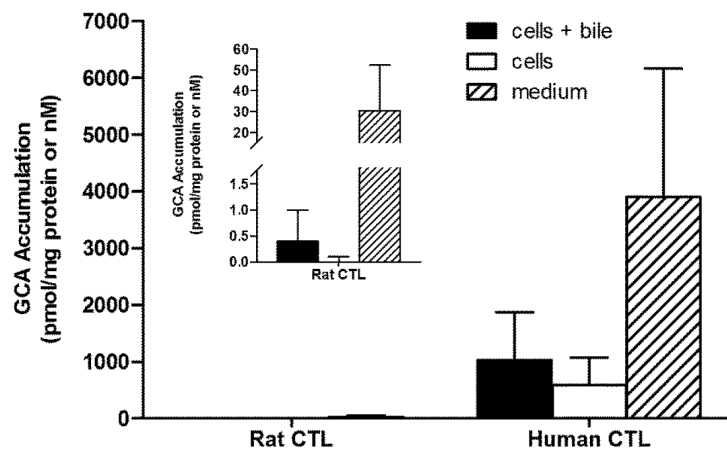 GCA Accumulation
(pmol/mg protein or nM)
7000
6000
5000
4000
3000
2000
1000
0
Rat CTL
Human CTL
cells + bile
cells
medium
GCA Accumulation
(pmol/mg protein or nM)
60
50
40
30
20
1.5
1.0
0.5
0.0
Rat CTL